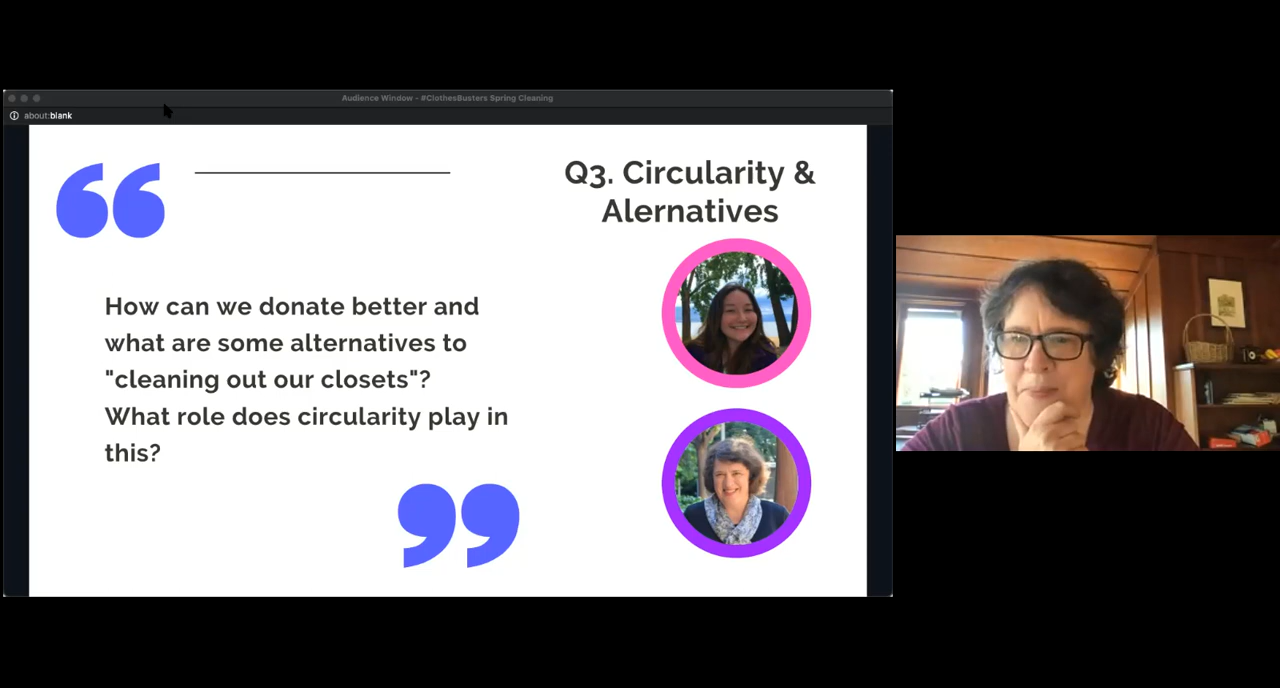 Audience Window - #ClothesBusters Spring Cleaning
about:blank
Q3. Circularity &
Alernatives
How can we donate better and
what are some alternatives to
"cleaning out our closets"?
What role does circularity play in
this?